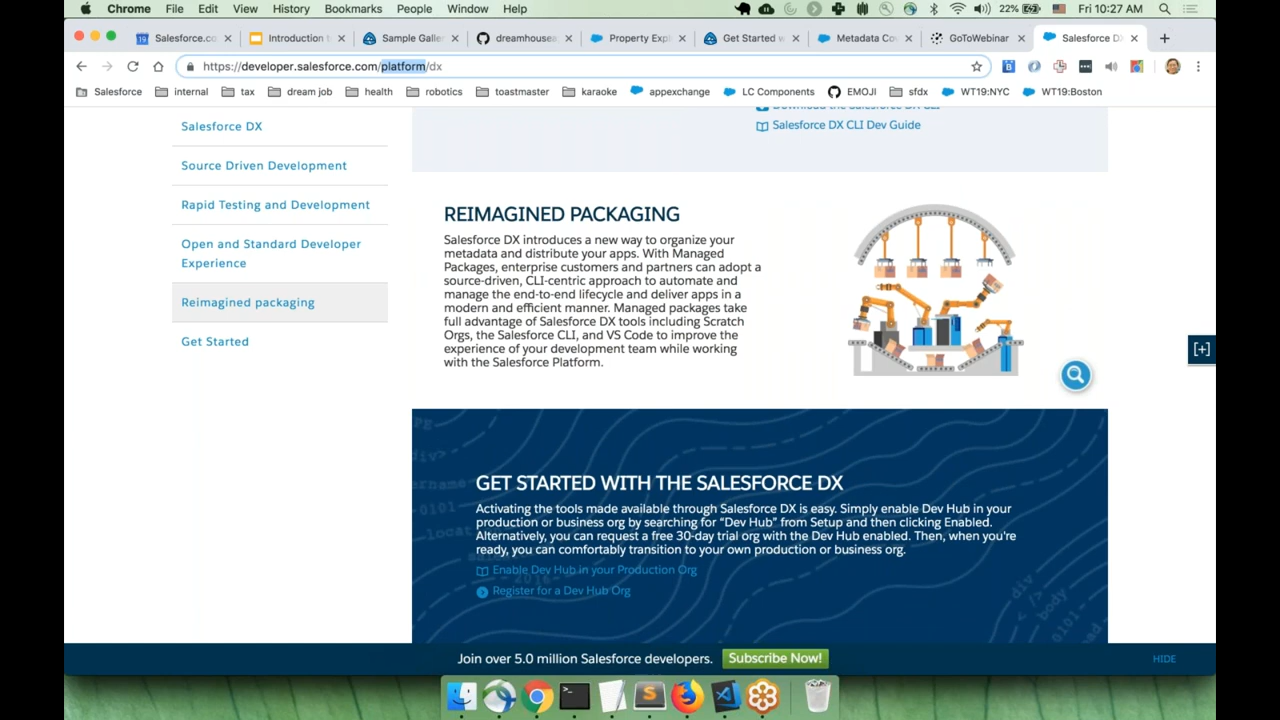 Chrome File Edit View History Bookmarks People Window Help 22% Fri 10:27 AM
19 Salesforce.co Introduction t Sample Galle dreamhousea Property Exp Get Started w Metadata Cov GoToWebinar Salesforce D
https://developer.salesforce.com/platform/dx
Salesforce internal tax dream job health robotics toastmaster karaoke appexchange LC Components EMOJI sfdx WT19:NYC WT19:Boston
Download the Salesforce DX CLI
Salesforce DX CLI Dev Guide
Salesforce DX
Source Driven Development
Rapid Testing and Development
Open and Standard Developer
Experience
Reimagined packaging
Get Started
REIMAGINED PACKAGING
Salesforce DX introduces a new way to organize your
metadata and distribute your apps. With Managed
Packages, enterprise customers and partners can adopt a
source-driven, CLI-centric approach to automate and
manage the end-to-end lifecycle and deliver apps in a
modern and efficient manner. Managed packages take
full advantage of Salesforce DX tools including Scratch
Orgs, the Salesforce CLI, and VS Code to improve the
experience of your development team while working
with the Salesforce Platform.
[+]
GET STARTED WITH THE SALESFORCE DX
Activating the tools made available through Salesforce DX is easy. Simply enable Dev Hub in your
production or business org by searching for “Dev Hub” from Setup and then clicking Enabled.
Alternatively, you can request a free 30-day trial org with the Dev Hub enabled. Then, when you're
ready, you can comfortably transition to your own production or business org.
Enable Dev Hub in your Production Org
Register for a Dev Hub Org
div>
-0101-
2016
div
/>
body
0101
Join over 5.0 million Salesforce developers. Subscribe Now! HIDE